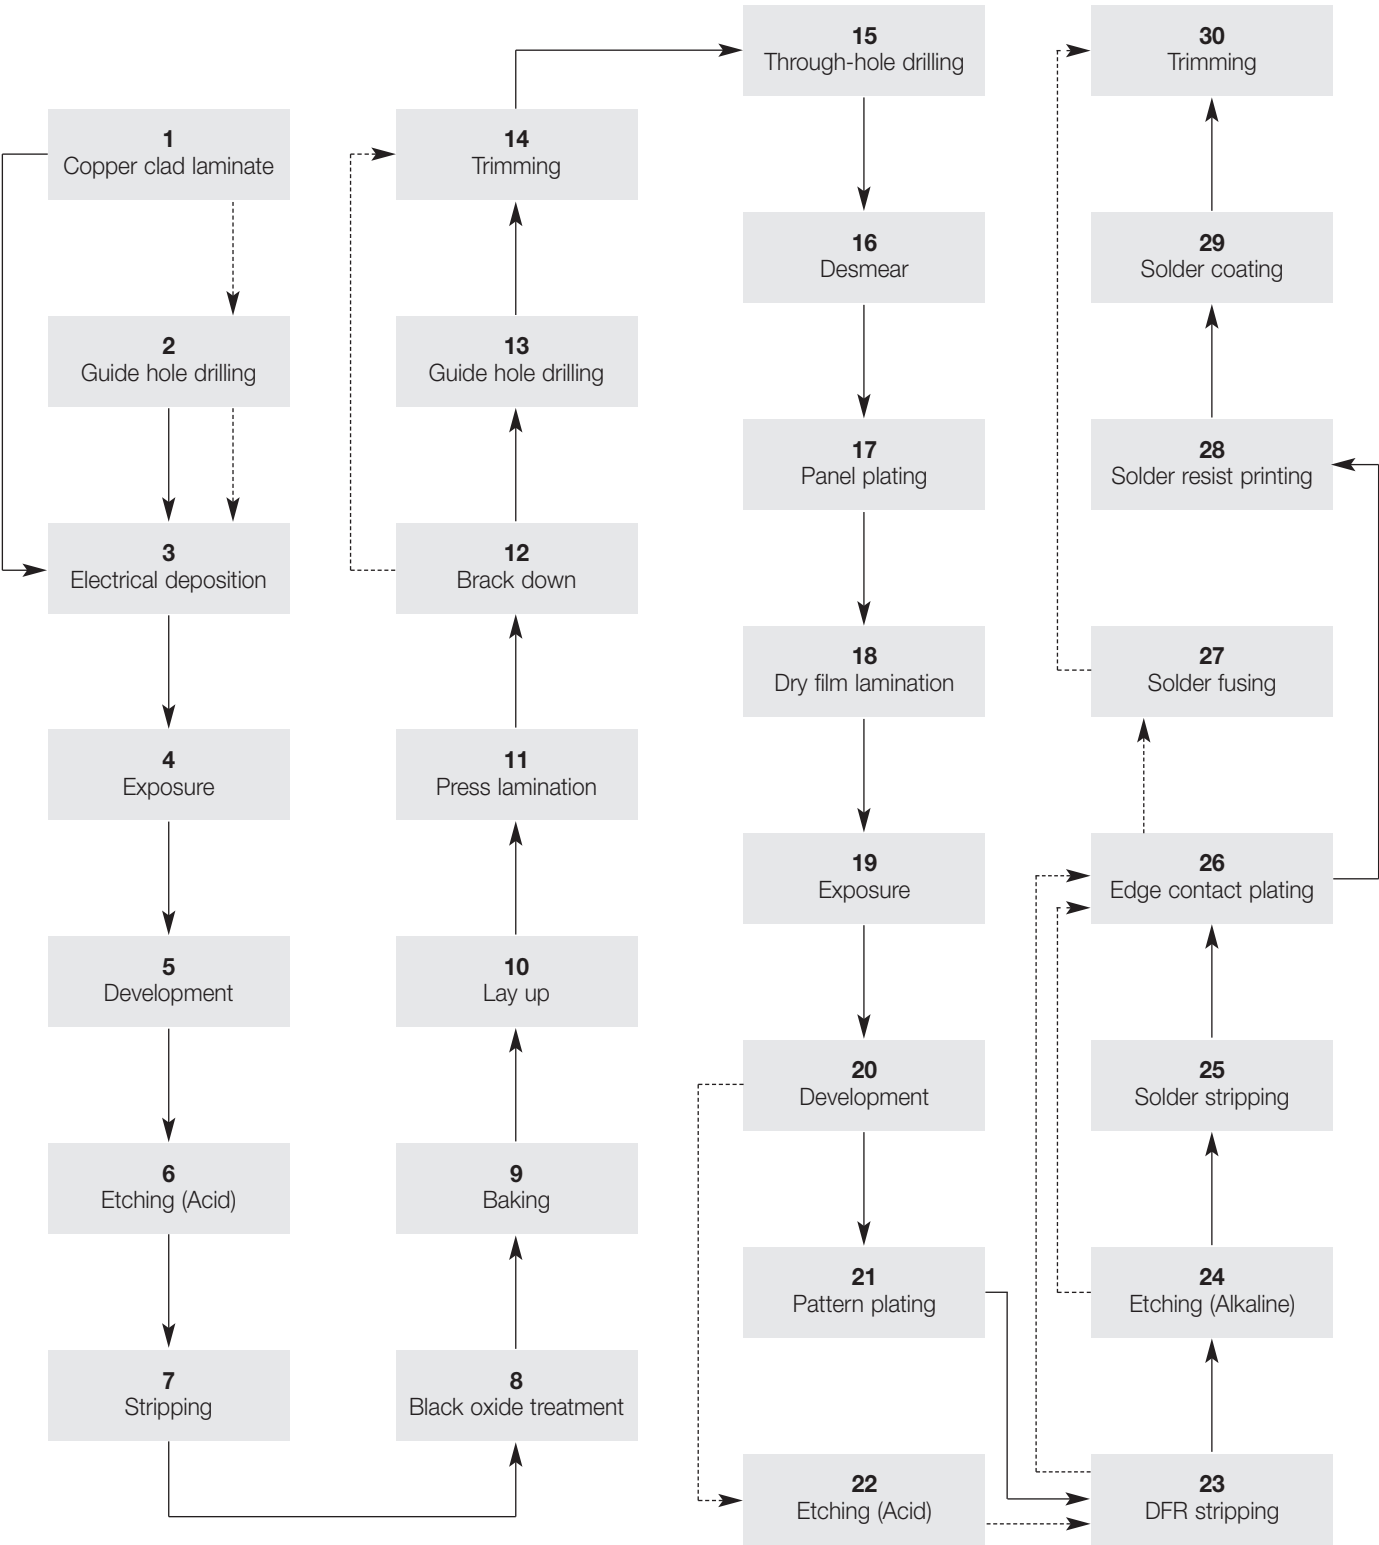 1
Copper clad laminate
2
Guide hole drilling
3
Electrical deposition
4
Exposure
5
Development
6
Etching (Acid)
7
Stripping
8
Black oxide treatment
9
Baking
10
Lay up
11
Press lamination
12
Brack down
13
Guide hole drilling
14
Trimming
15
Through-hole drilling
16
Desmear
17
Panel plating
18
Dry film lamination
19
Exposure
20
Development
21
Pattern plating
22
Etching (Acid)
23
DFR stripping
24
Etching (Alkaline)
25
Solder stripping
26
Edge contact plating
27
Solder fusing
28
Solder resist printing
29
Solder coating
30
Trimming